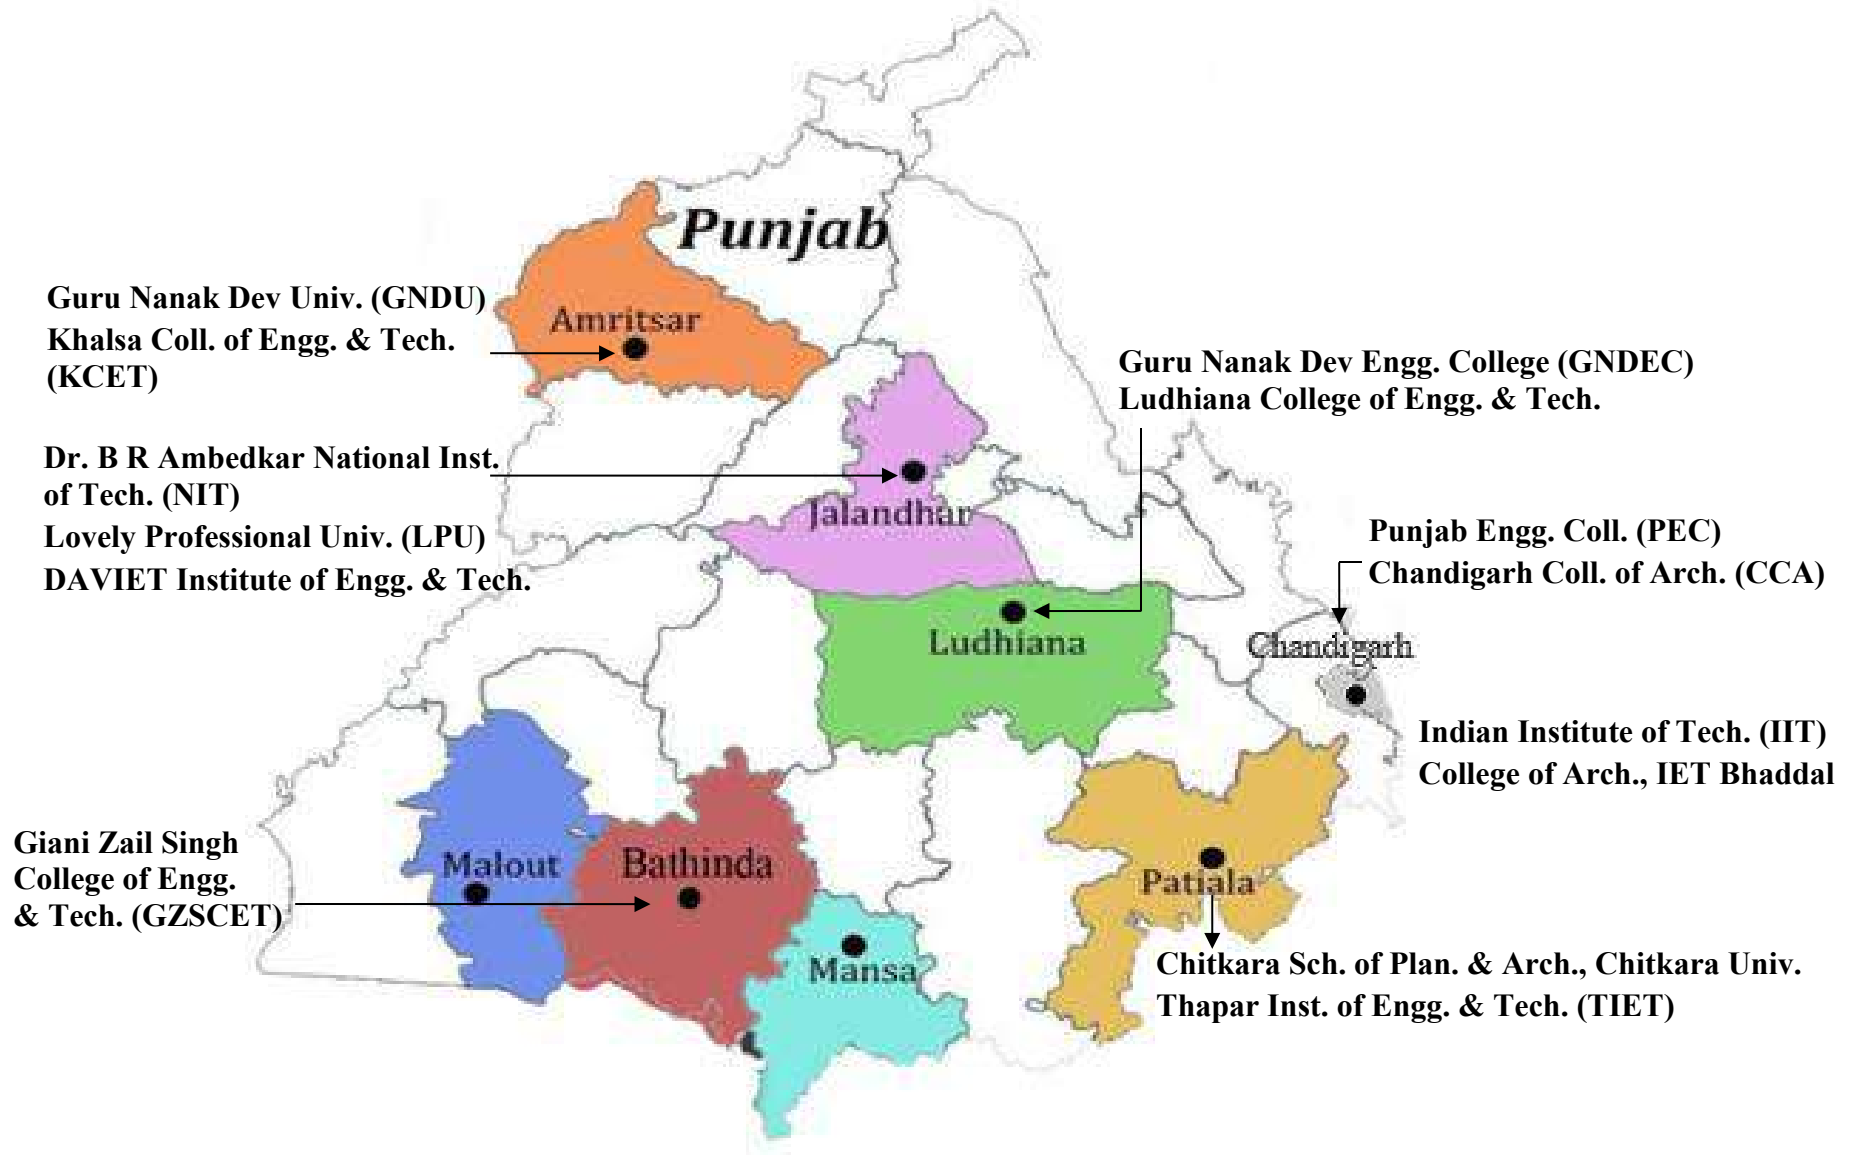 Punjab
Guru Nanak Dev Univ. (GNDU)
Khalsa Coll. of Engg. & Tech.
(KCET)
Amritsar
Guru Nanak Dev Engg. College (GNDEC)
Ludhiana College of Engg. & Tech.
Dr. B R Ambedkar National Inst.
of Tech. (NIT)
Lovely Professional Univ. (LPU)
DAVIET Institute of Engg. & Tech.
Jalandhar
Punjab Engg. Coll. (PEC)
Chandigarh Coll. of Arch. (CCA)
Ludhiana
Chandigarh
Indian Institute of Tech. (IIT)
College of Arch., IET Bhaddal
Giani Zail Singh
College of Engg.
& Tech. (GZSCET)
Malout
Bathinda
Patiala
Mansa
Chitkara Sch. of Plan. & Arch., Chitkara Univ.
Thapar Inst. of Engg. & Tech. (TIET)